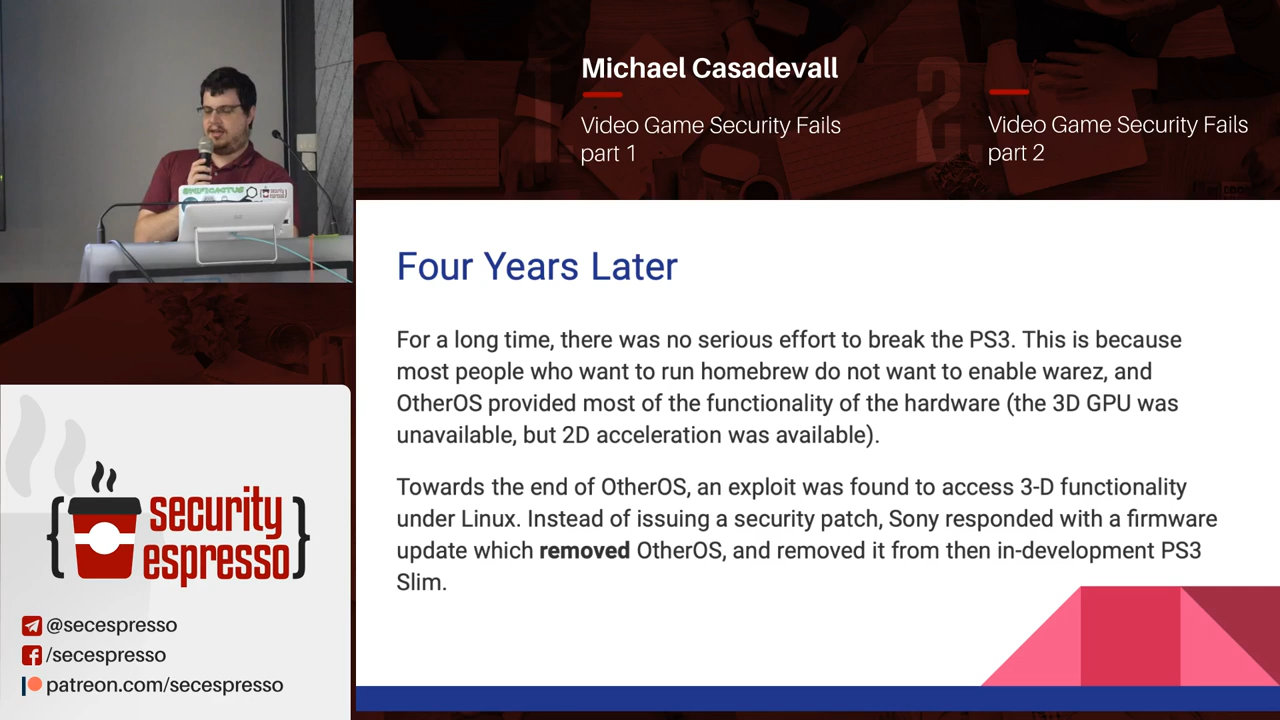 Michael Casadevall
Video Game Security Fails
part 1
Video Game Security Fails
part 2
1
2
Four Years Later
For a long time, there was no serious effort to break the PS3. This is because
most people who want to run homebrew do not want to enable warez, and
OtherOS provided most of the functionality of the hardware (the 3D GPU was
unavailable, but 2D acceleration was available).
Towards the end of OtherOS, an exploit was found to access 3-D functionality
under Linux. Instead of issuing a security patch, Sony responded with a firmware
update which removed OtherOS, and removed it from then in-development PS3
Slim.
security
espresso
@secespresso
/secespresso
patreon.com/secespresso
security
espresso